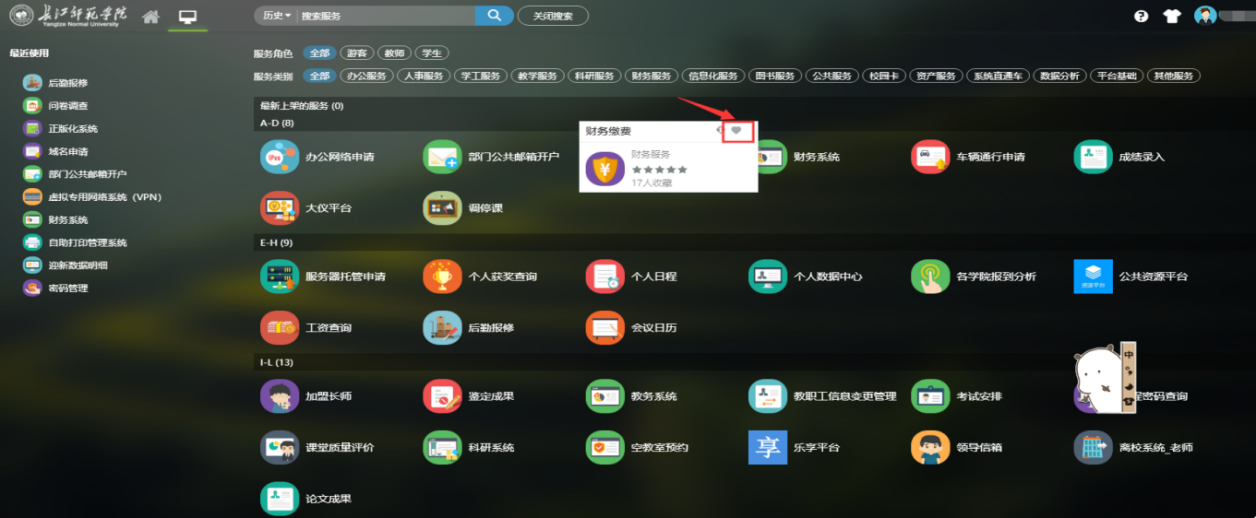 长江师范学院
Yangtze Normal University
历史 搜索服务
关闭搜索
最近使用
后勤报修
问卷调查
正版化系统
域名申请
部门公共邮箱开户
虚拟专用网络系统（VPN）
财务系统
自助打印管理系统
迎新数据明细
密码管理
服务角色 全部 游客 教师 学生
服务类别 全部 办公服务 人事服务 学工服务 教学服务 科研服务 财务服务 信息化服务 图书服务 公共服务 校园卡 资产服务 系统直通车 数据分析 平台基础 其他服务
最新上架的服务 (0)
A-D (8)
财务缴费
财务服务
17人收藏
办公网络申请 部门公共邮箱开户 财务系统 车辆通行申请 成绩录入
大仪平台 调停课
E-H (9)
服务器托管申请 个人获奖查询 个人日程 个人数据中心 各学院报到分析 资源平台 公共资源平台
工资查询 后勤报修 会议日历
I-L (13)
中
加盟长师 鉴定成果 教务系统 教职工信息变更管理 考试安排 密码查询
课堂质量评价 科研系统 空教室预约 享 乐享平台 领导信箱 离校系统_老师
论文成果